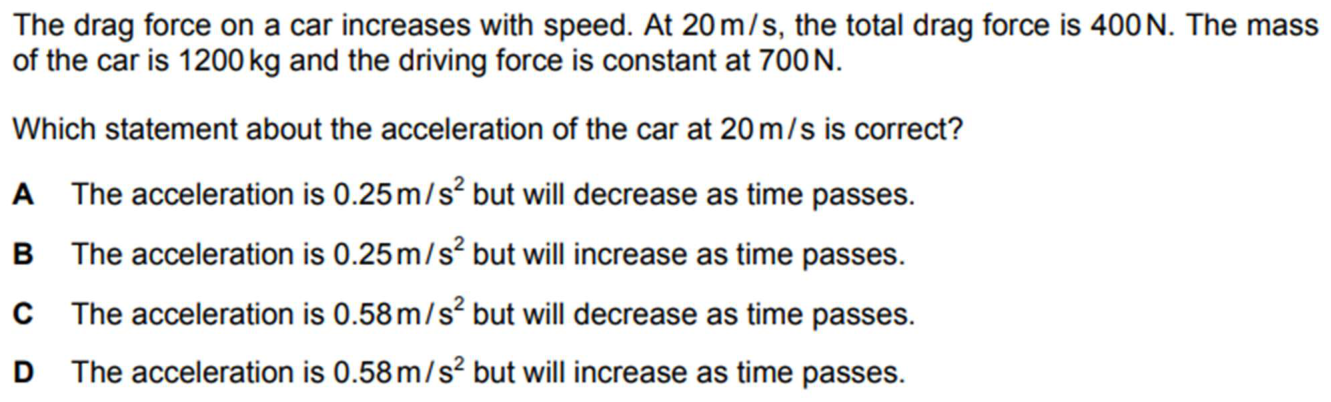 The drag force on a car increases with speed. At 20 m/s, the total drag force is 400 N. The mass
of the car is 1200 kg and the driving force is constant at 700 N.
Which statement about the acceleration of the car at 20 m/s is correct?
A The acceleration is 0.25 m/s² but will decrease as time passes.
B The acceleration is 0.25 m/s² but will increase as time passes.
C The acceleration is 0.58 m/s² but will decrease as time passes.
D The acceleration is 0.58 m/s² but will increase as time passes.